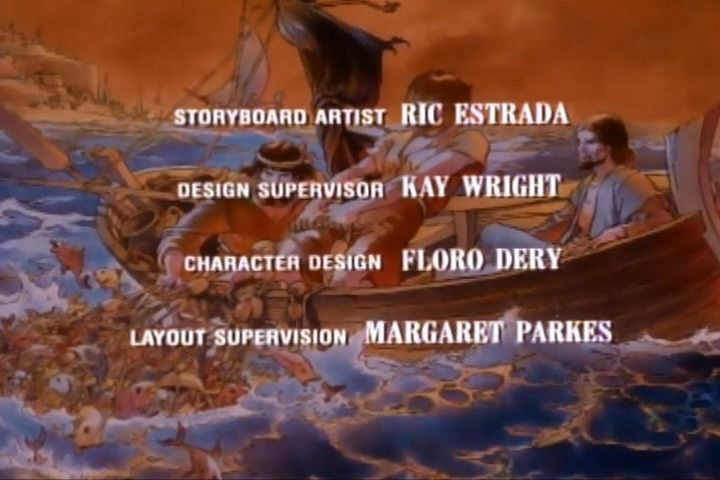 STORYBOARD ARTIST RIC ESTRADA
DESIGN SUPERVISOR KAY WRIGHT
CHARACTER DESIGN FLORO DERY
LAYOUT SUPERVISION MARGARET PARKES